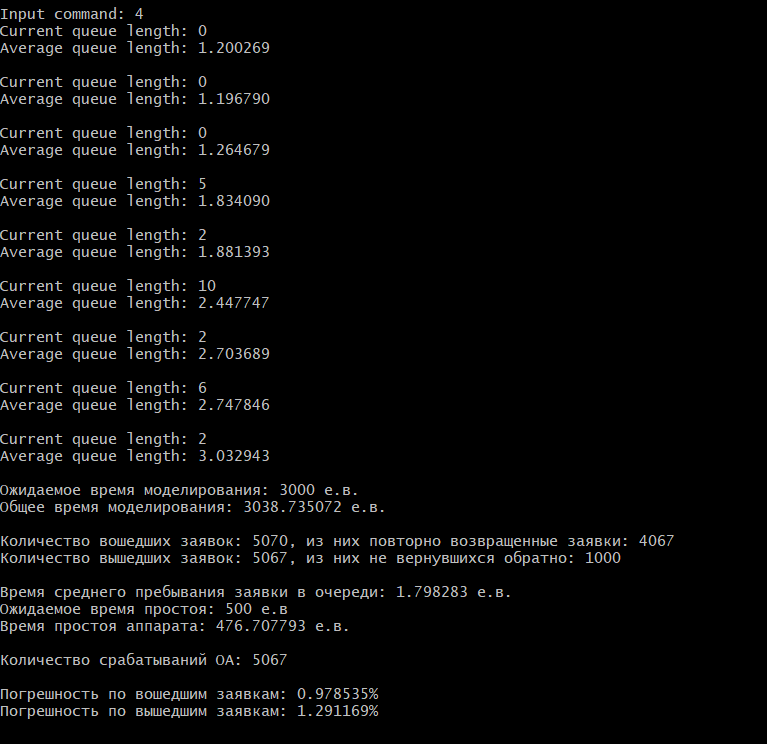 Input command: 4
Current queue length: 0
Average queue length: 1.200269
Current queue length: 0
Average queue length: 1.196790
Current queue length: 0
Average queue length: 1.264679
Current queue length: 5
Average queue length: 1.834090
Current queue length: 2
Average queue length: 1.881393
Current queue length: 10
Average queue length: 2.447747
Current queue length: 2
Average queue length: 2.703689
Current queue length: 6
Average queue length: 2.747846
Current queue length: 2
Average queue length: 3.032943
Ожидаемое время моделирования: 3000 е.в.
Общее время моделирования: 3038.735072 е.в.
Количество вошедших заявок: 5070, из них повторно возвращенные заявки: 4067
Количество вышедших заявок: 5067, из них не вернувшихся обратно: 1000
Время среднего пребывания заявки в очереди: 1.798283 е.в.
Ожидаемое время простоя: 500 е.в
Время простоя аппарата: 476.707793 е.в.
Количество срабатываний ОА: 5067
Погрешность по вошедшим заявкам: 0.978535%
Погрешность по вышедшим заявкам: 1.291169%